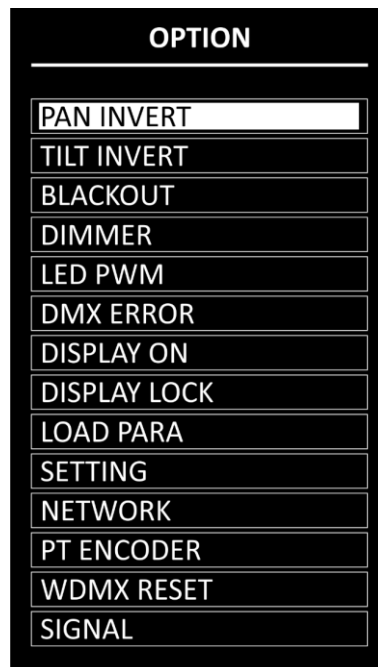 OPTION
PAN INVERT
TILT INVERT
BLACKOUT
DIMMER
LED PWM
DMX ERROR
DISPLAY ON
DISPLAY LOCK
LOAD PARA
SETTING
NETWORK
PT ENCODER
WDMX RESET
SIGNAL